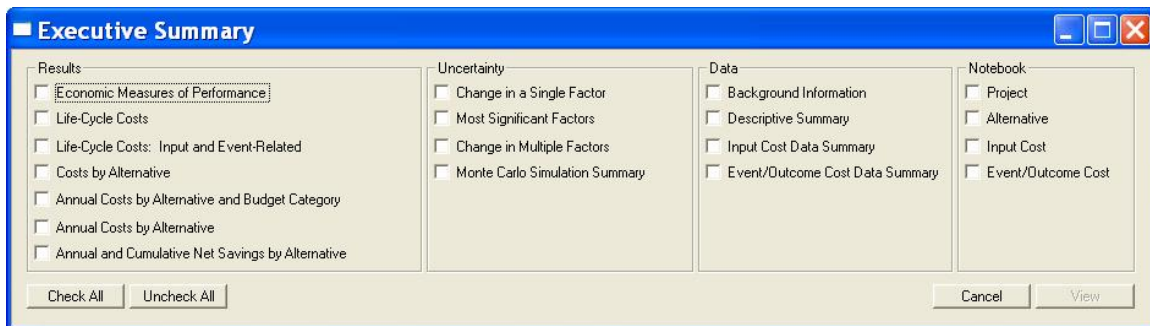 Executive Summary
Results
Economic Measures of Performance
Life-Cycle Costs
Life-Cycle Costs: Input and Event-Related
Costs by Alternative
Annual Costs by Alternative and Budget Category
Annual Costs by Alternative
Annual and Cumulative Net Savings by Alternative
Uncertainty
Change in a Single Factor
Most Significant Factors
Change in Multiple Factors
Monte Carlo Simulation Summary
Data
Background Information
Descriptive Summary
Input Cost Data Summary
Event/Outcome Cost Data Summary
Notebook
Project
Alternative
Input Cost
Event/Outcome Cost
Check All
Uncheck All
Cancel
View